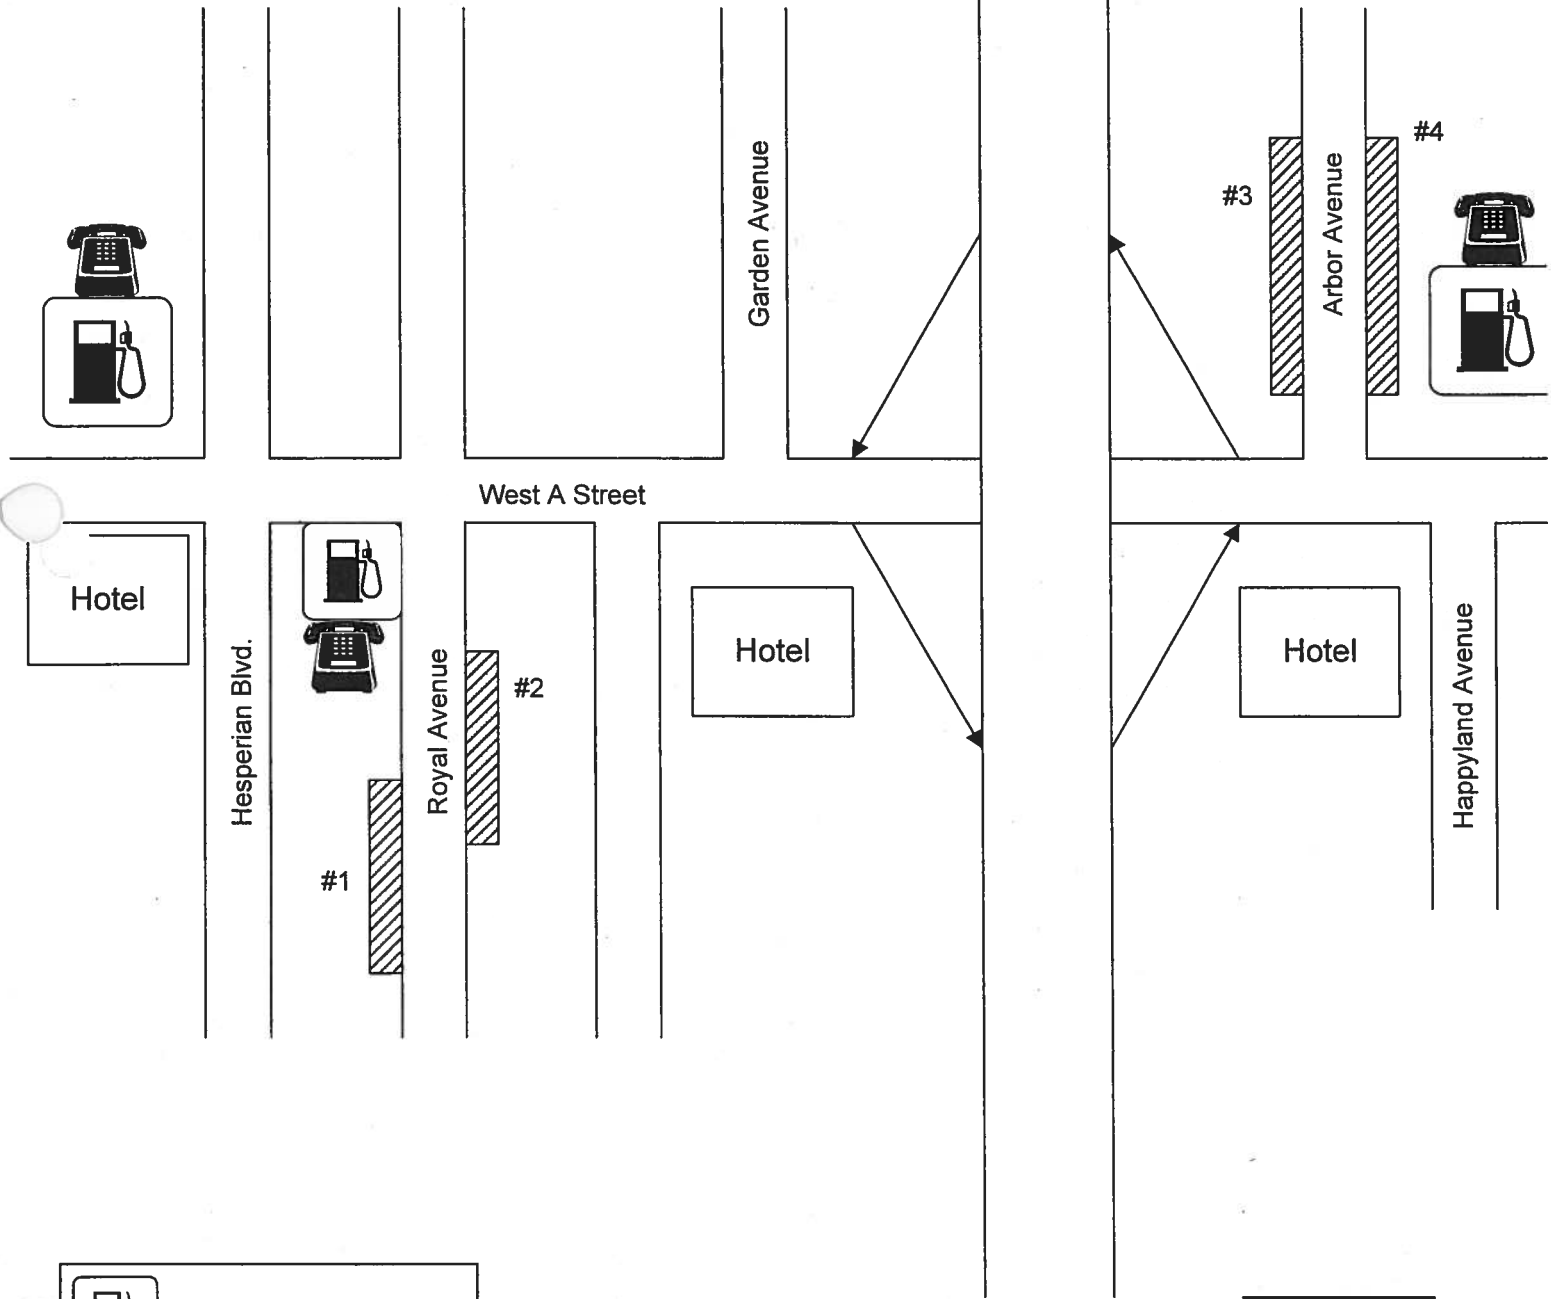 #4
#3
Garden Avenue
Arbor Avenue
West A Street
Hotel
Hotel
Hotel
#2
Hesperian Blvd.
Royal Avenue
Happyland Avenue
#1